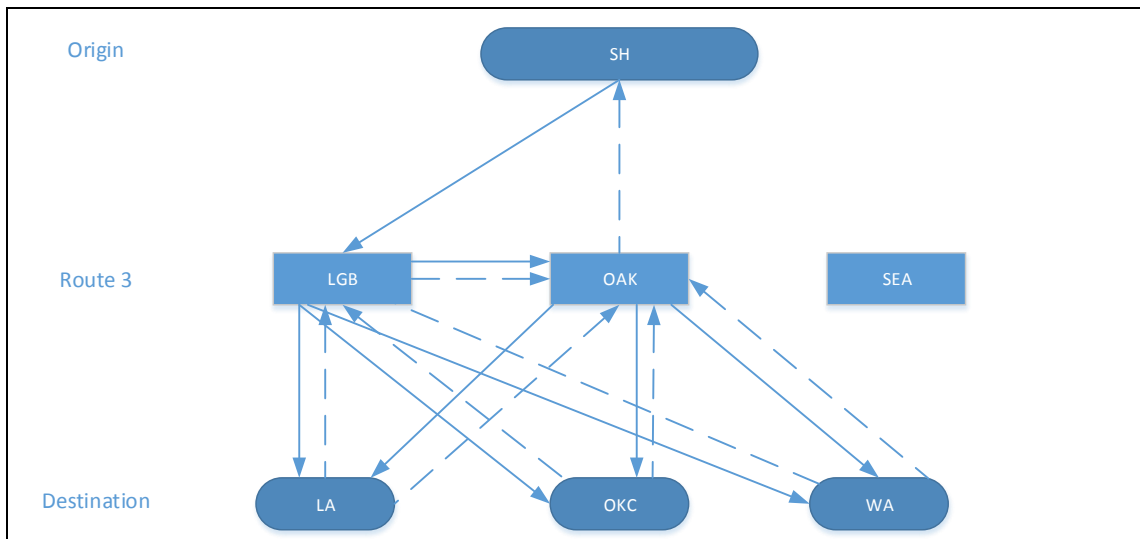 Origin
SH
Route 3
LGB
OAK
SEA
Destination
LA
OKC
WA